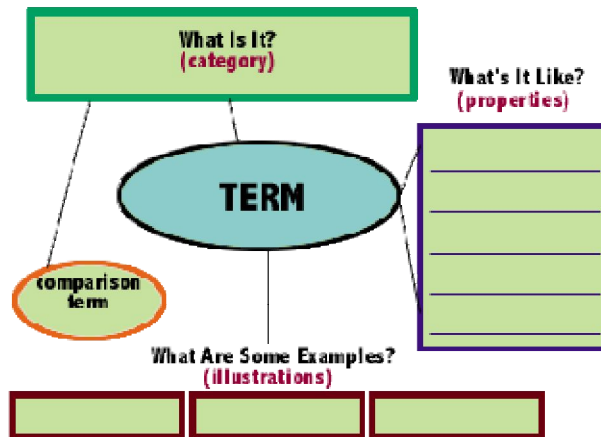 What Is It?
(category)
What's It Like?
(properties)
TERM
comparison
term
What Are Some Examples?
(illustrations)